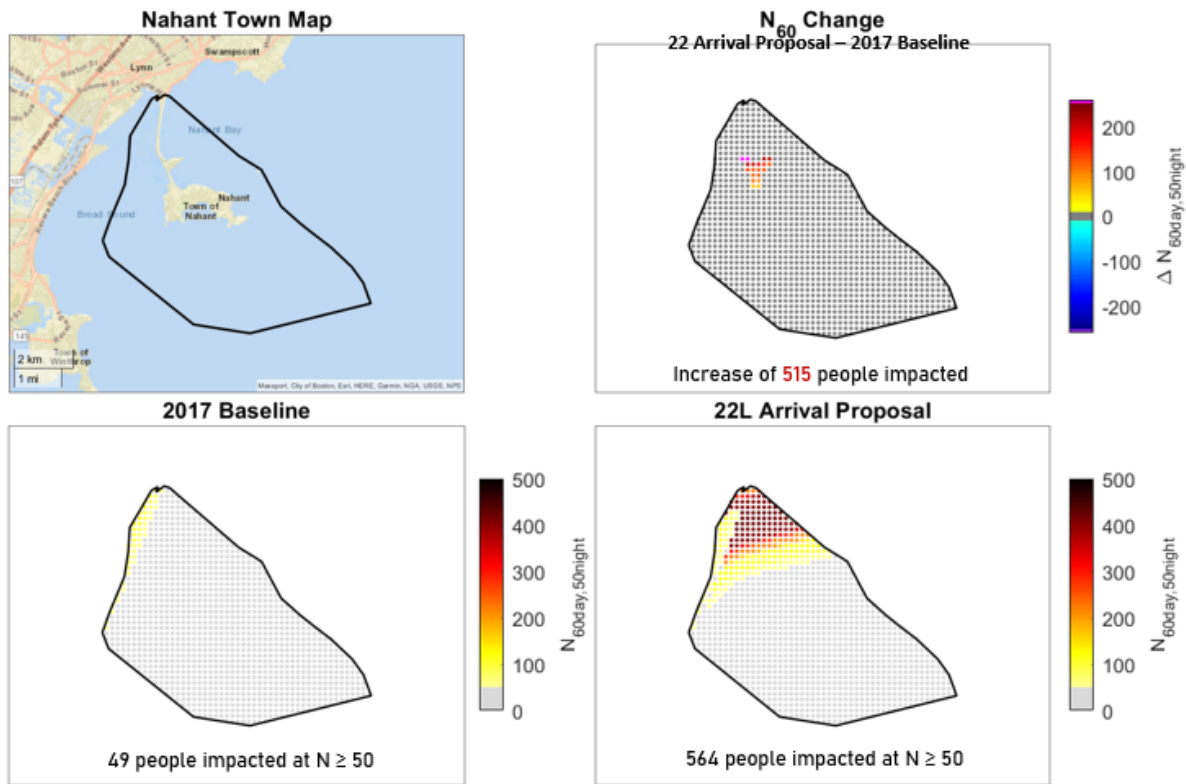 Nahant Town Map
Swampscott
Lynn
Nahant Bay
107
Broad Sound
Nahant
Town of
Nahant
145
Town of
Winthrop
2 km
1 mi
Massport, City of Boston, Esri, HERE, Garmin, NGA, USGS, NPS
N60 Change
22 Arrival Proposal – 2017 Baseline
200
100
0
-100
-200
Δ N60day,50night
Increase of 515 people impacted
2017 Baseline
500
400
300
200
100
0
N60day,50night
49 people impacted at N ≥ 50
22L Arrival Proposal
500
400
300
200
100
0
N60day,50night
564 people impacted at N ≥ 50